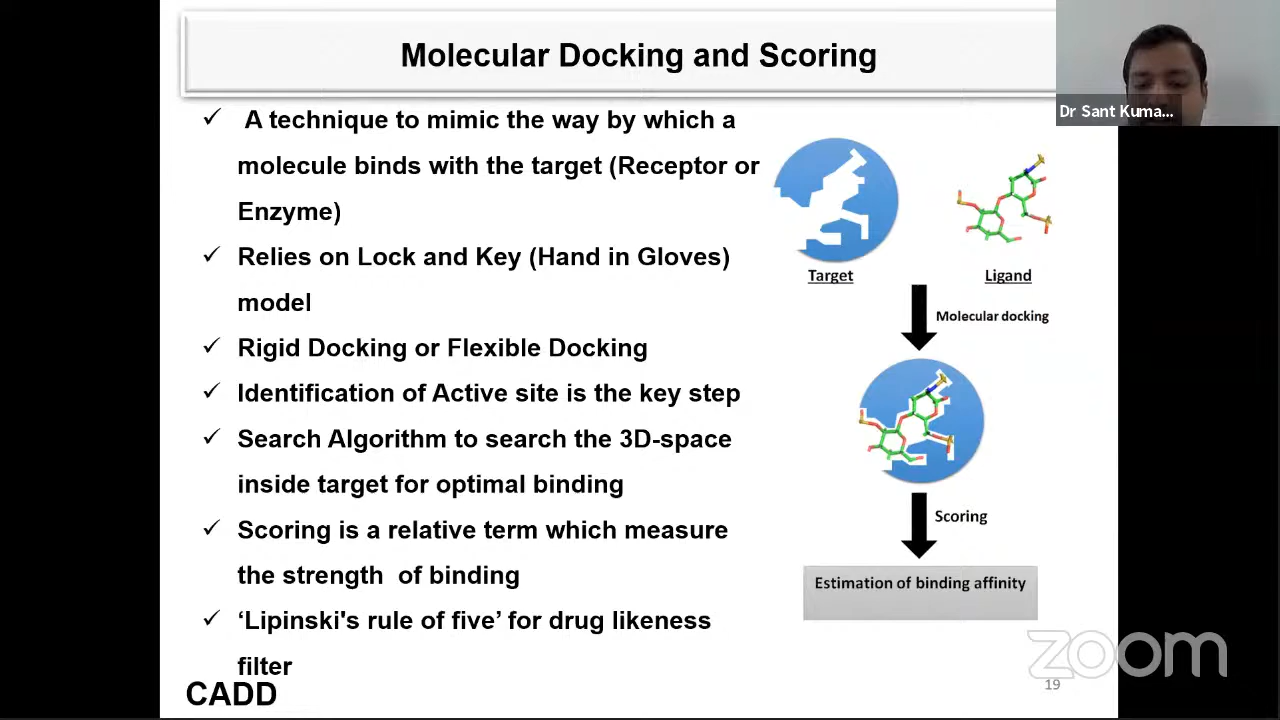 Molecular Docking and Scoring
Dr Sant Kuma...
✓ A technique to mimic the way by which a
molecule binds with the target (Receptor or
Enzyme)
✓ Relies on Lock and Key (Hand in Gloves)
model
✓ Rigid Docking or Flexible Docking
✓ Identification of Active site is the key step
✓ Search Algorithm to search the 3D-space
inside target for optimal binding
✓ Scoring is a relative term which measure
the strength of binding
✓ ‘Lipinski's rule of five’ for drug likeness
filter
CADD
Target
Ligand
Molecular docking
Scoring
Estimation of binding affinity
zoom
19